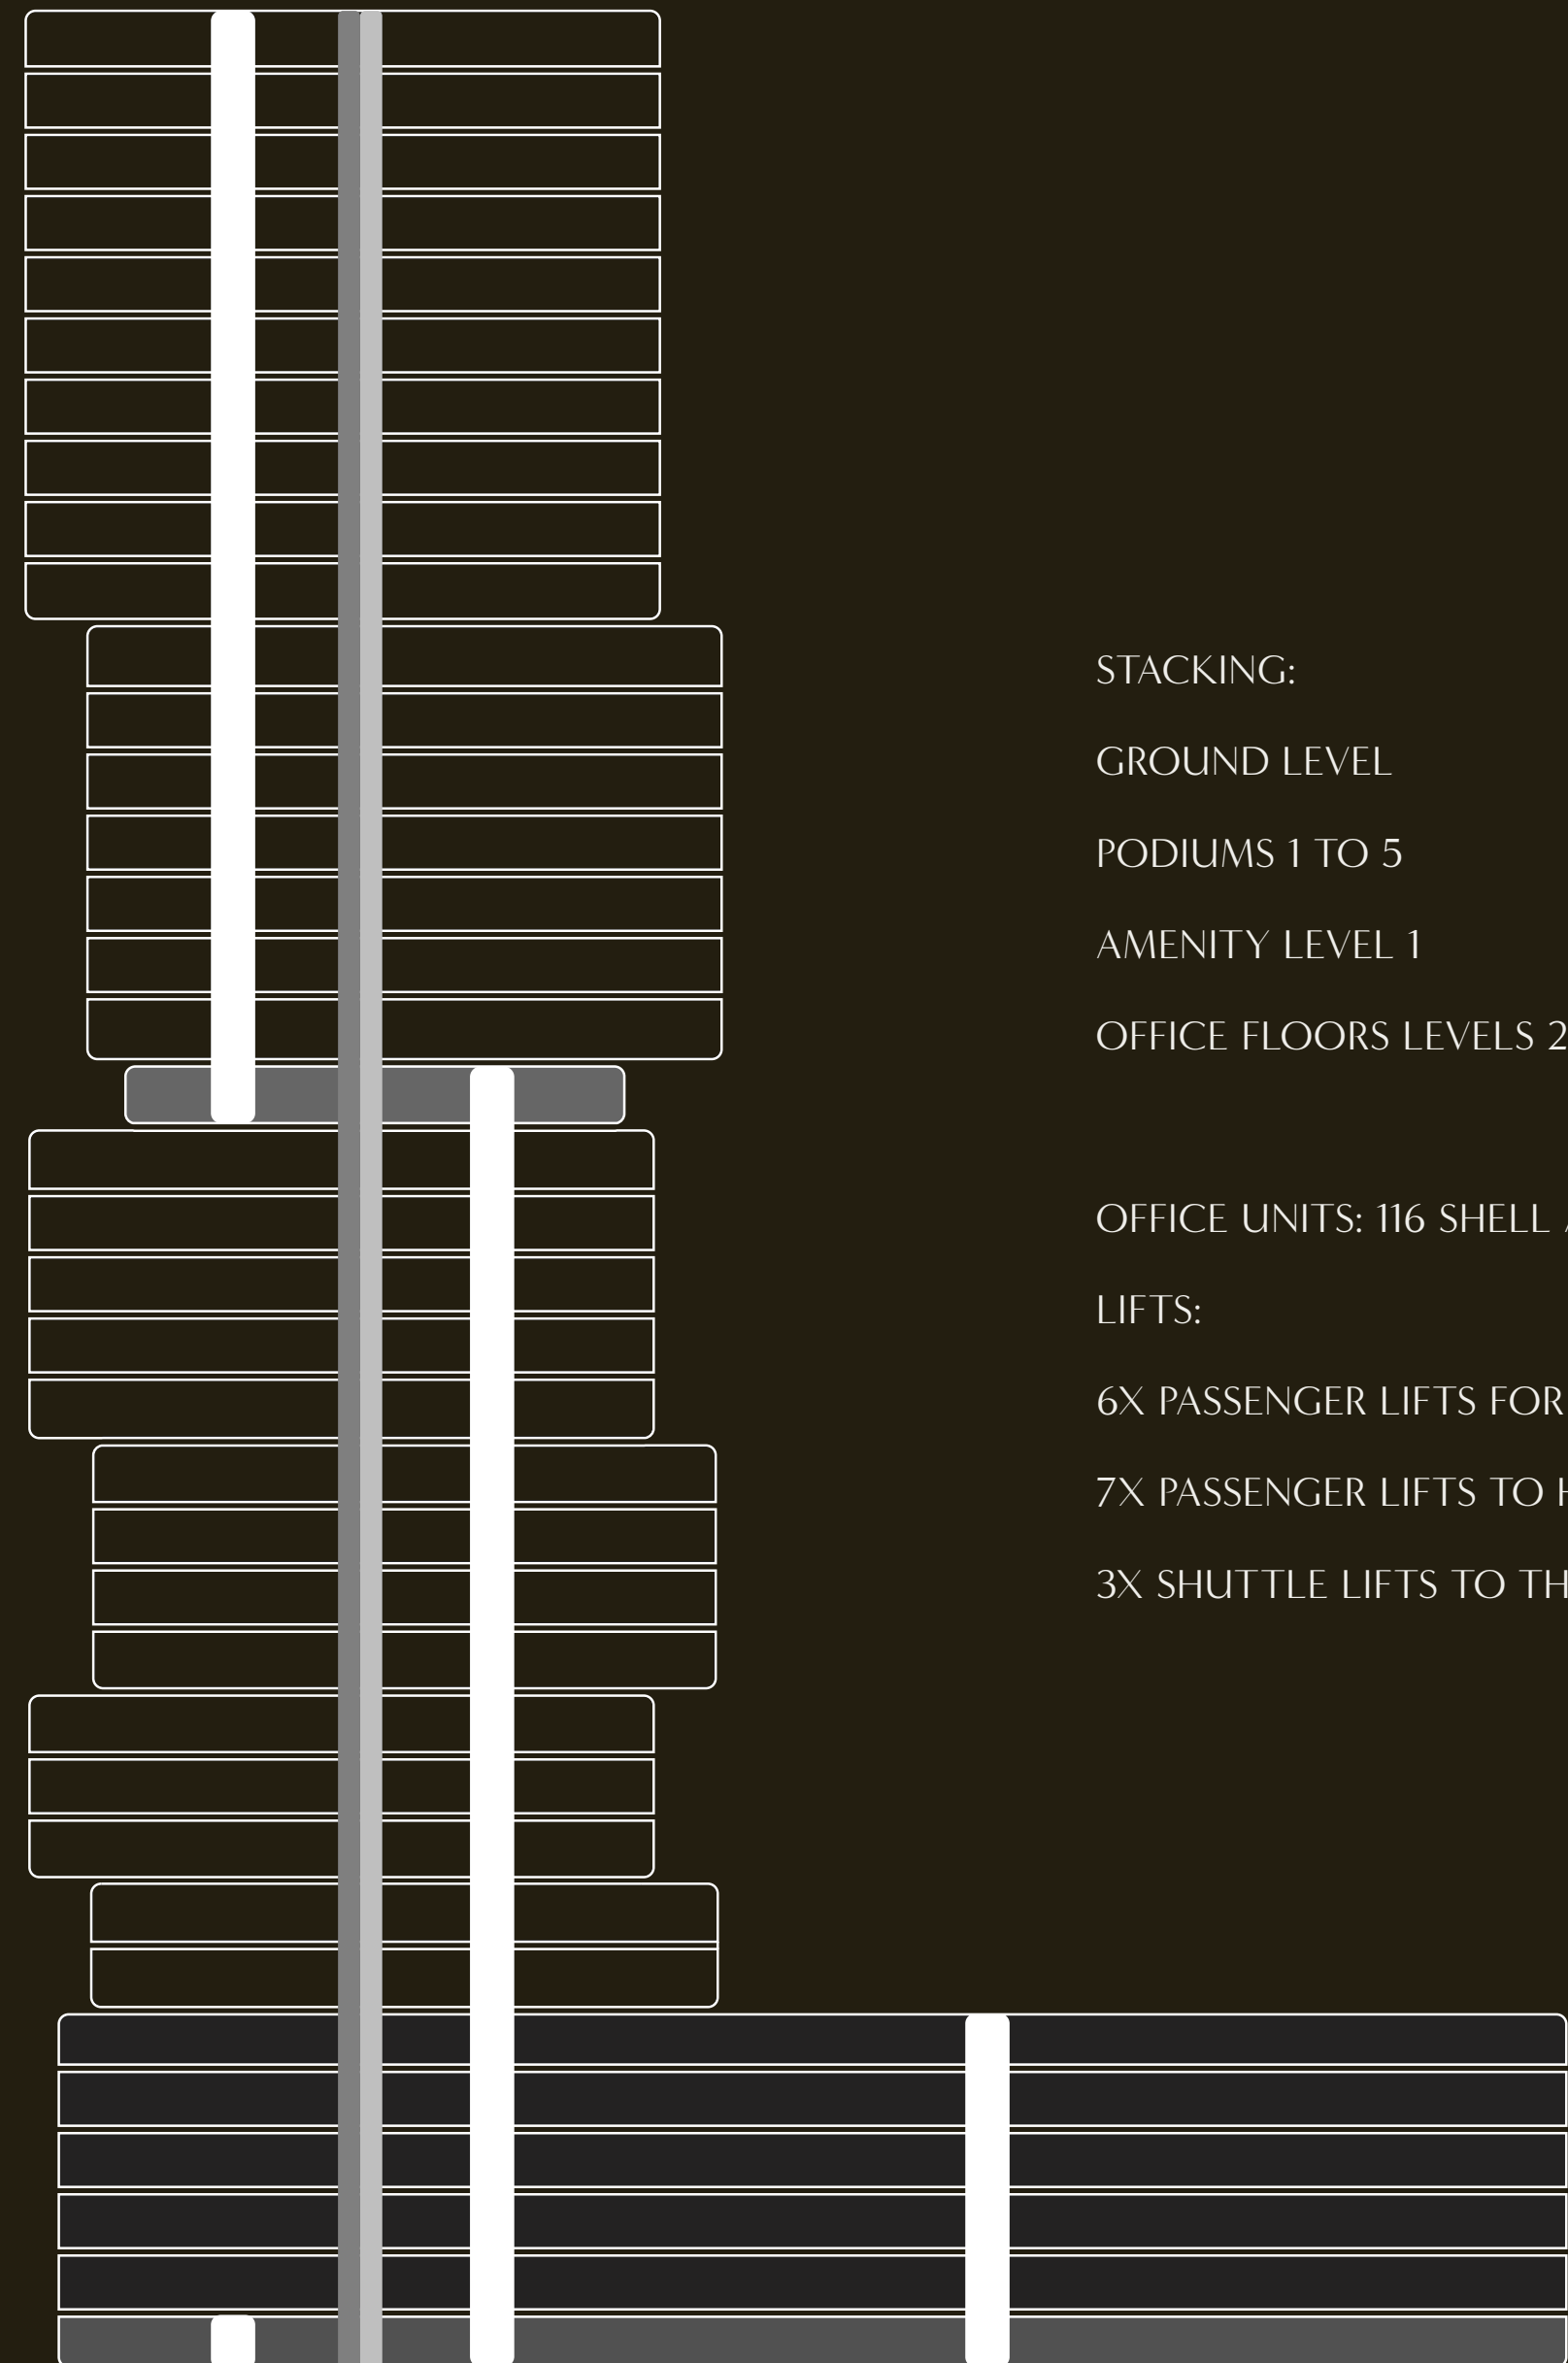 STACKING:
GROUND LEVEL
PODIUMS 1 TO 5
AMENITY LEVEL 1
OFFICE FLOORS LEVELS 2
OFFICE UNITS: 116 SHELL
LIFTS:
6X PASSENGER LIFTS FOR
7X PASSENGER LIFTS TO
3X SHUTTLE LIFTS TO